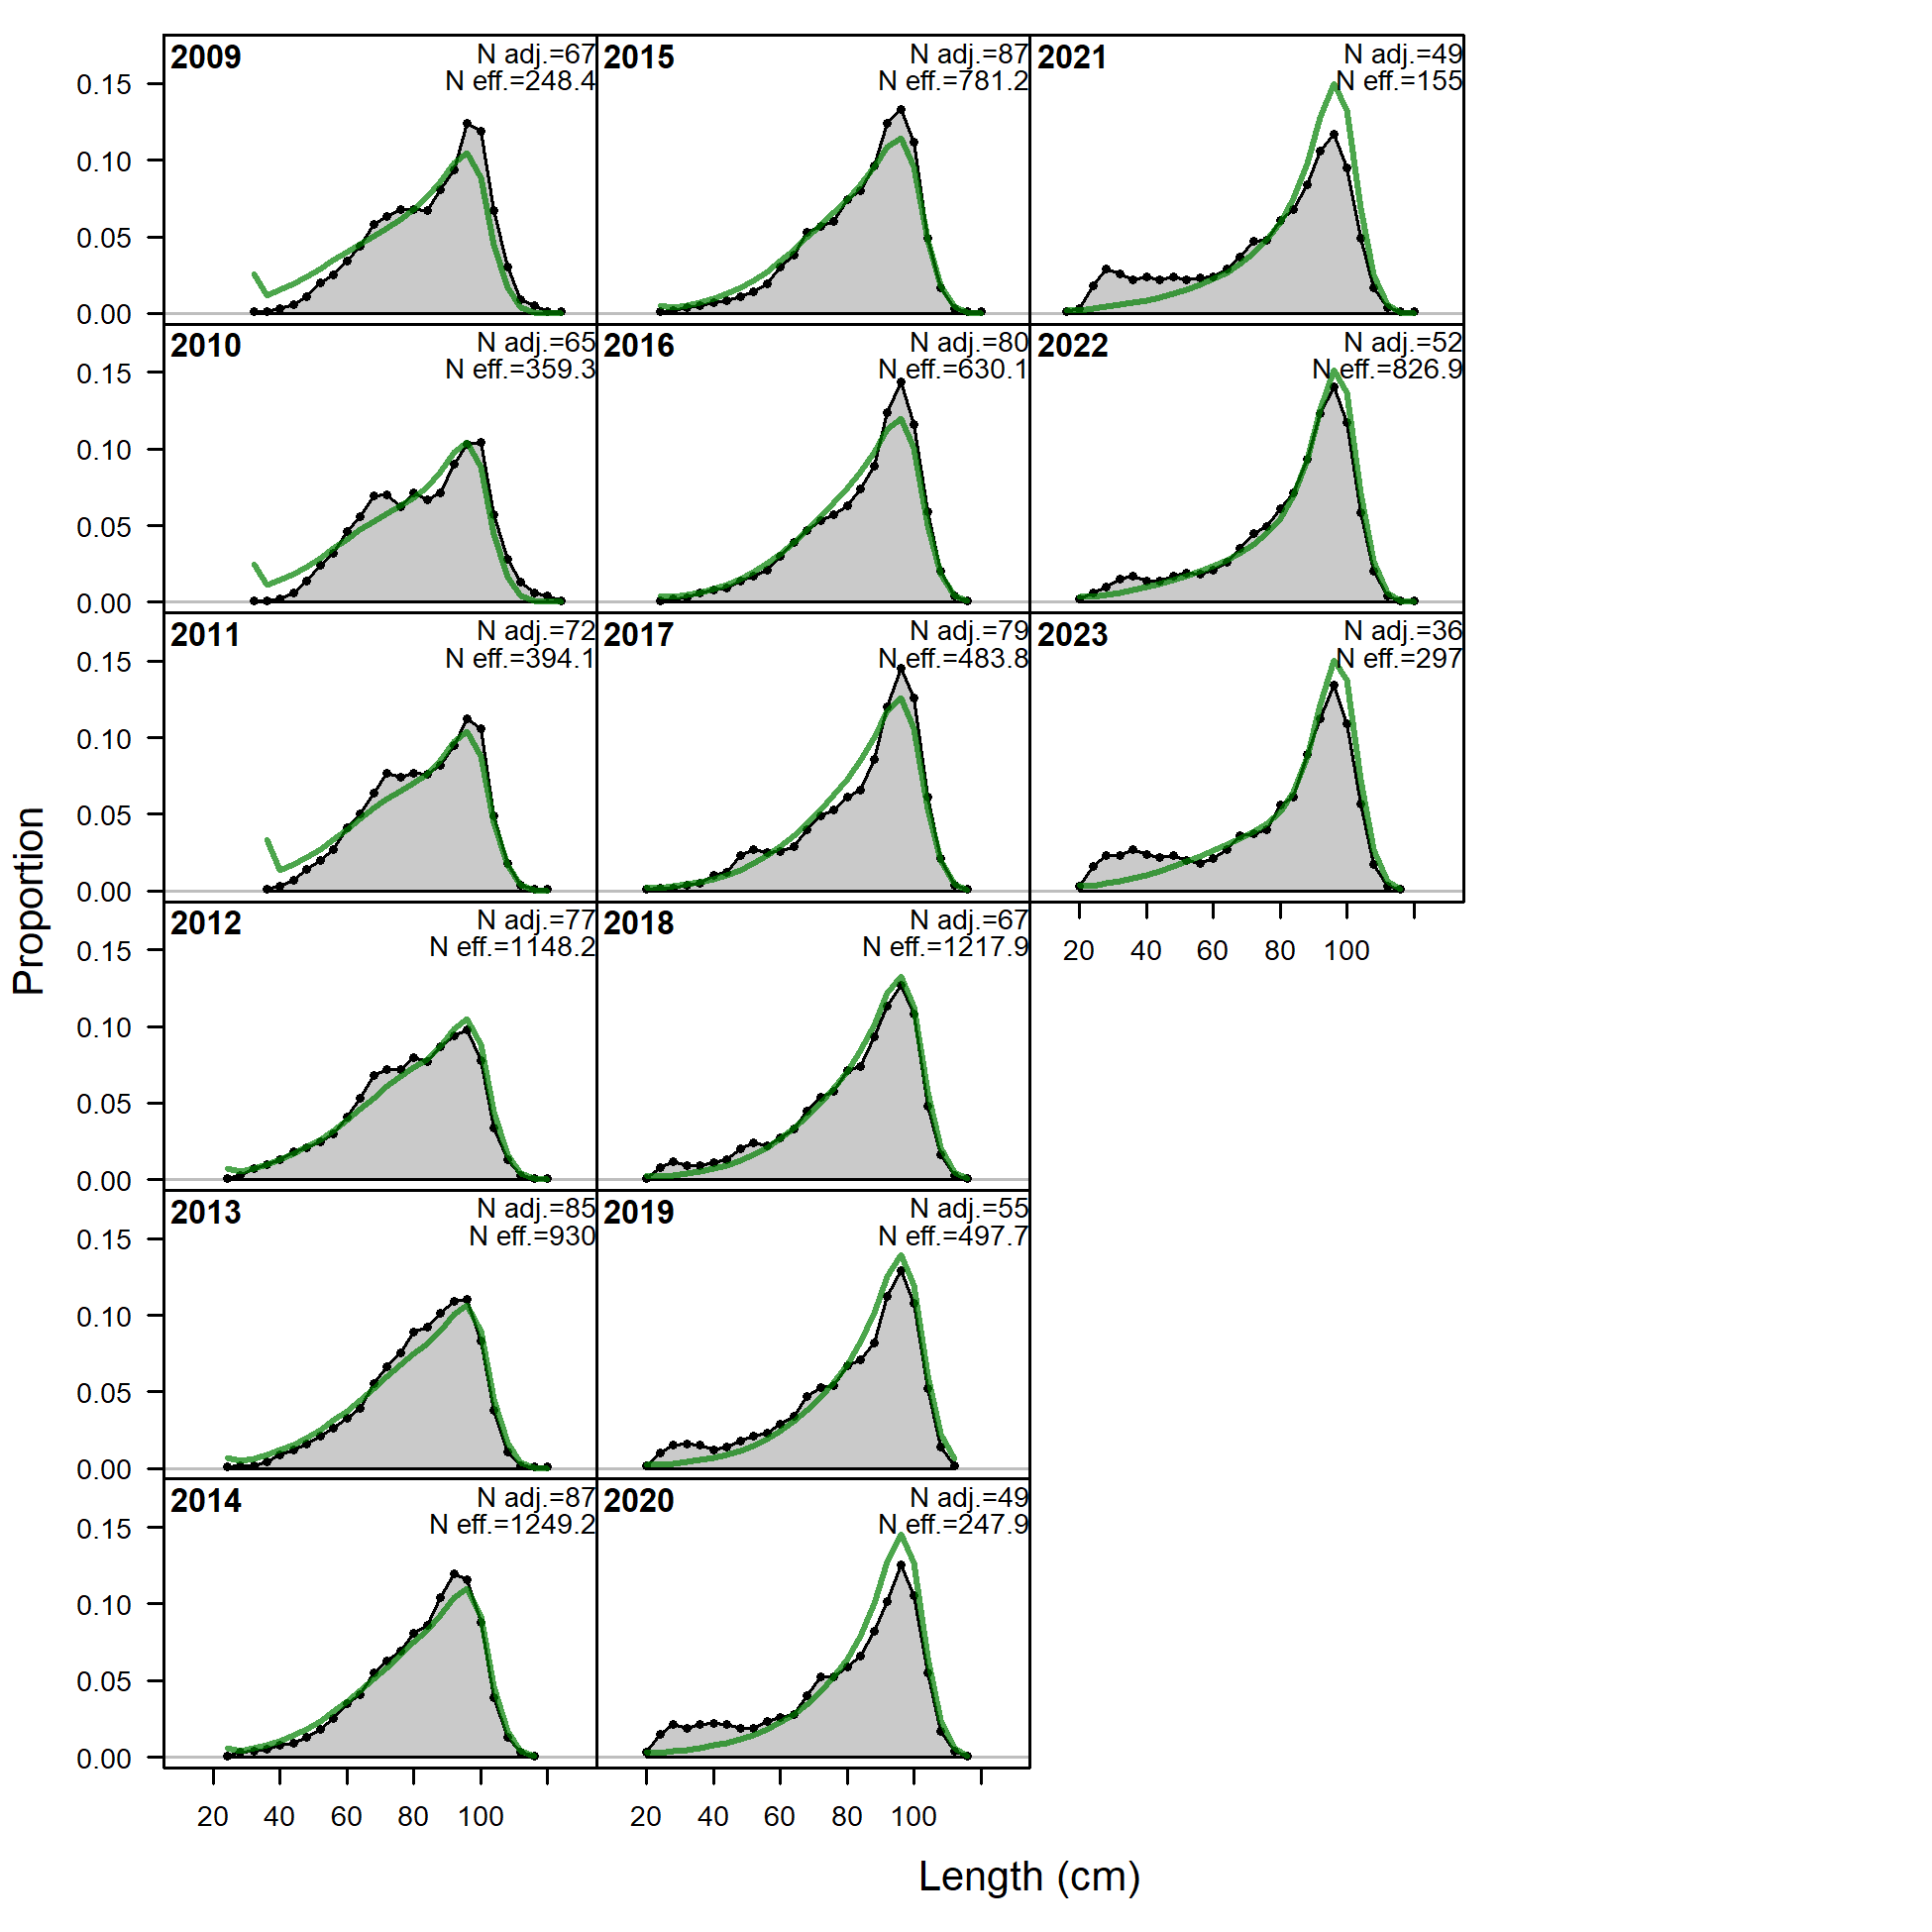 2009
N adj.=67
N eff.=248.4
2015
N adj.=87
N eff.=781.2
2021
N adj.=49
N eff.=155
0.15
0.10
0.05
0.00
2010
N adj.=65
N eff.=359.3
2016
N adj.=80
N eff.=630.1
2022
N adj.=52
N eff.=826.9
0.15
0.10
0.05
0.00
2011
N adj.=72
N eff.=394.1
2017
N adj.=79
N eff.=483.8
2023
N adj.=36
N eff.=297
0.15
0.10
0.05
0.00
2012
N adj.=77
N eff.=1148.2
2018
N adj.=67
N eff.=1217.9
20 40 60 80 100
0.15
0.10
0.05
0.00
2013
N adj.=85
N eff.=930
2019
N adj.=55
N eff.=497.7
0.15
0.10
0.05
0.00
2014
N adj.=87
N eff.=1249.2
2020
N adj.=49
N eff.=247.9
0.15
0.10
0.05
0.00
20 40 60 80 100
20 40 60 80 100
Proportion
Length (cm)